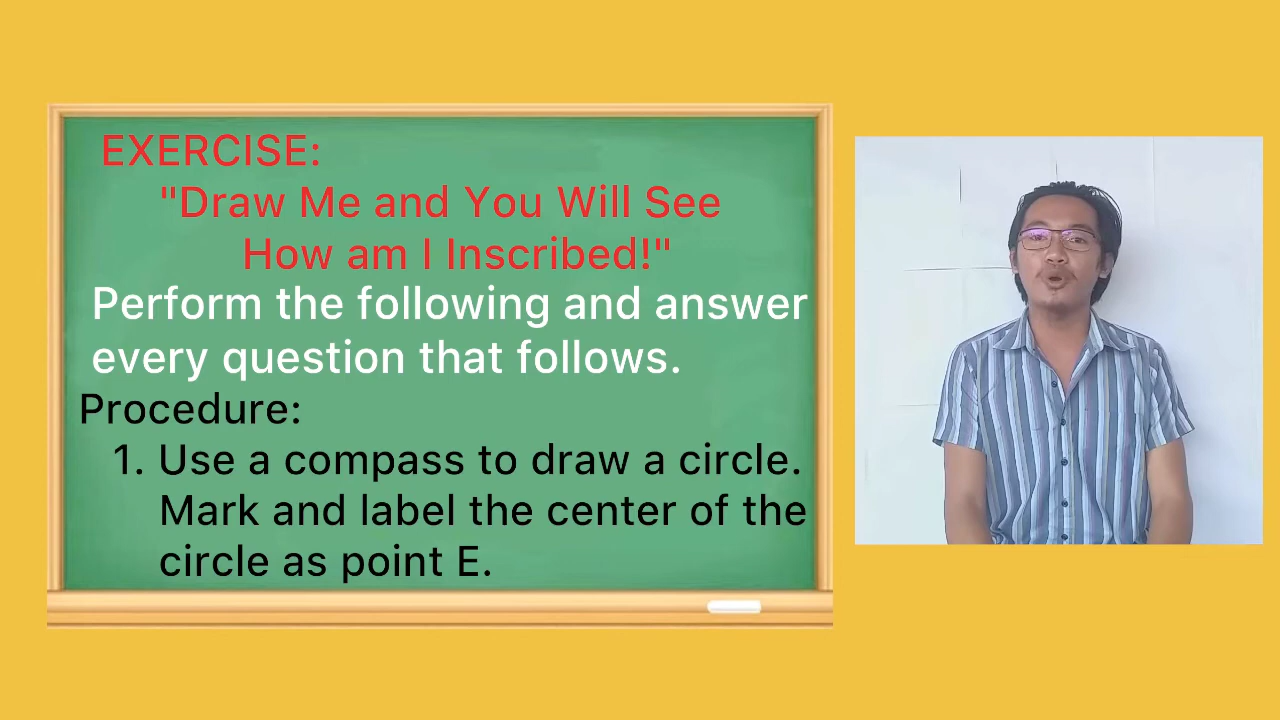 EXERCISE:
"Draw Me and You Will See
How am I Inscribed!"
Perform the following and answer
every question that follows.
Procedure:
1. Use a compass to draw a circle.
Mark and label the center of the
circle as point E.